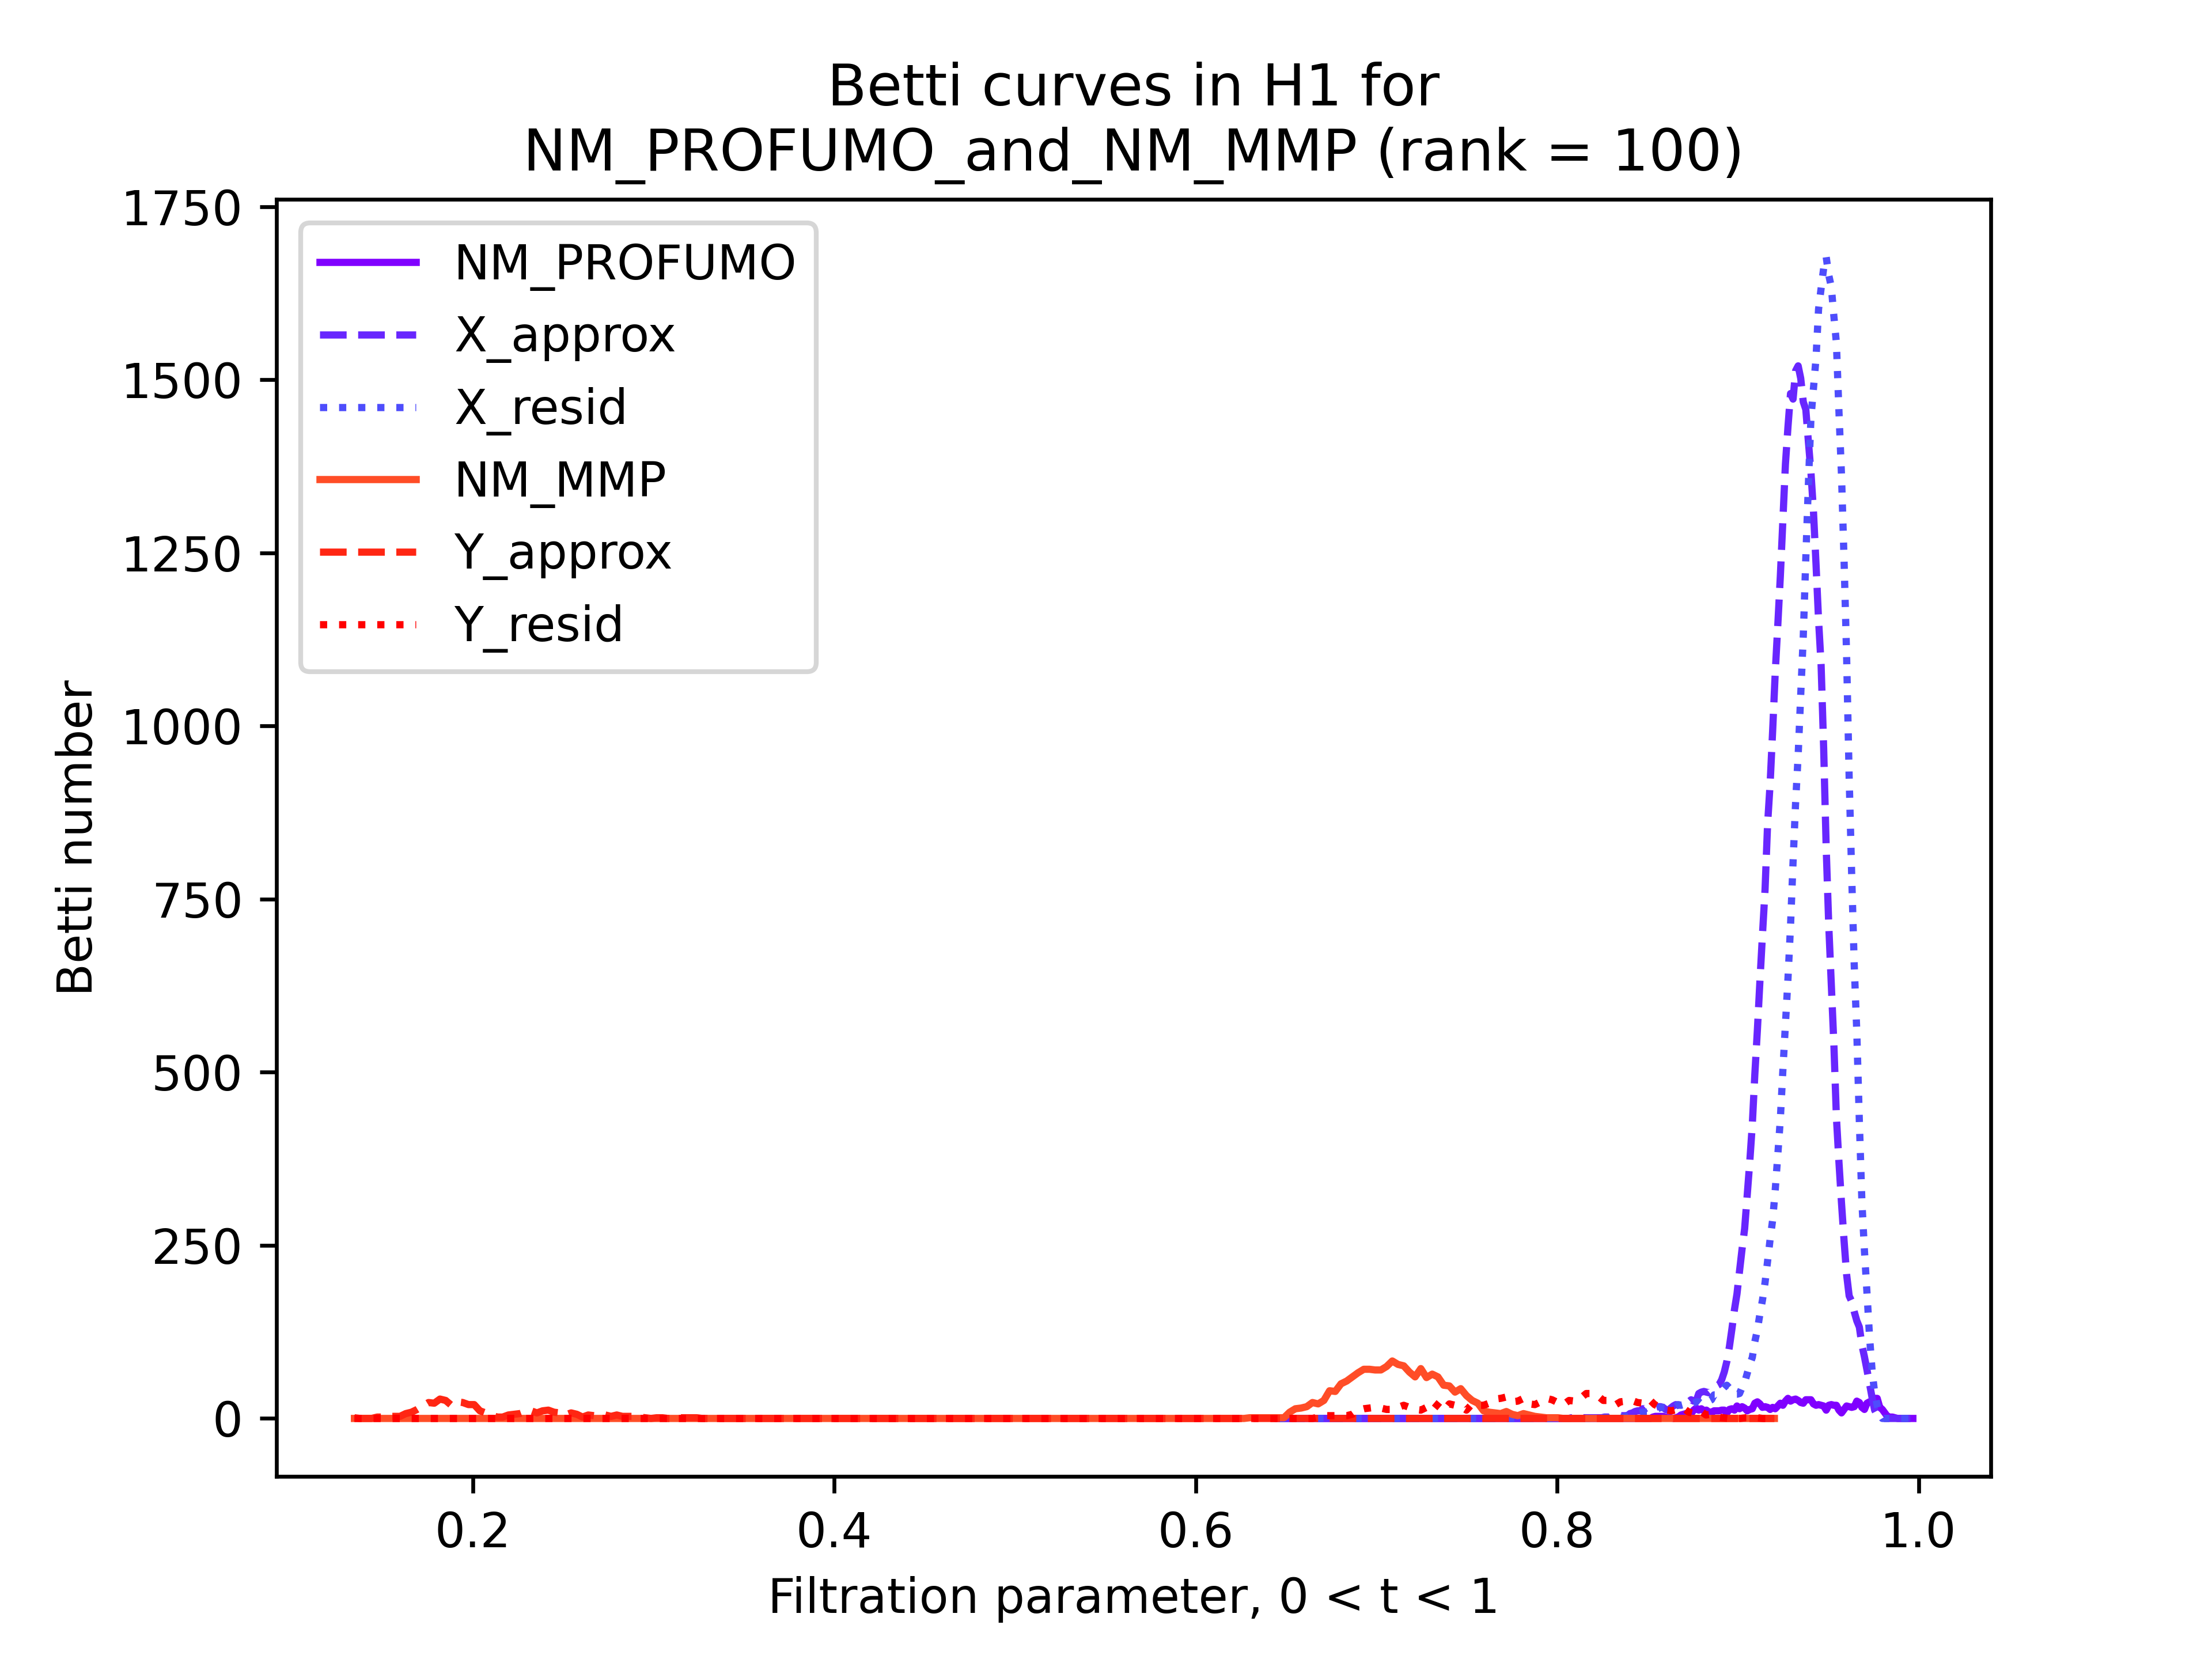 Betti curves in H1 for
NM_PROFUMO_and_NM_MMP (rank = 100)
1750
1500
1250
1000
750
500
250
0
Betti number
NM_PROFUMO
X_approx
X_resid
NM_MMP
Y_approx
Y_resid
0.2 0.4 0.6 0.8 1.0
Filtration parameter, 0 < t < 1